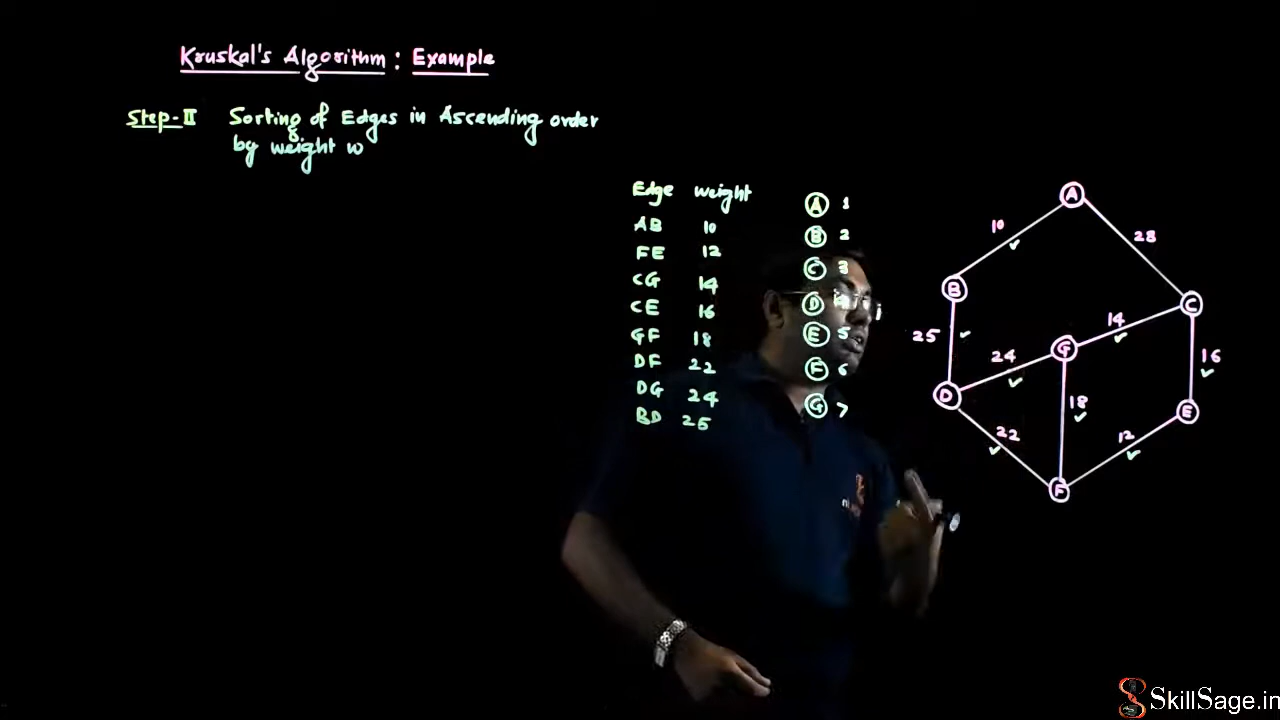 Kruskal's Algorithm : Example
Step-II Sorting of Edges in Ascending order
by weight w
Edge weight
AB 10
FE 12
CG 14
CE 16
GF 18
DF 22
DG 24
BD 25
A 1
B 2
C 3
D
E 5
F 6
G 7
A
10
28
B
C
14
25
G
24
16
D
18
E
22
12
F
SkillSage.in